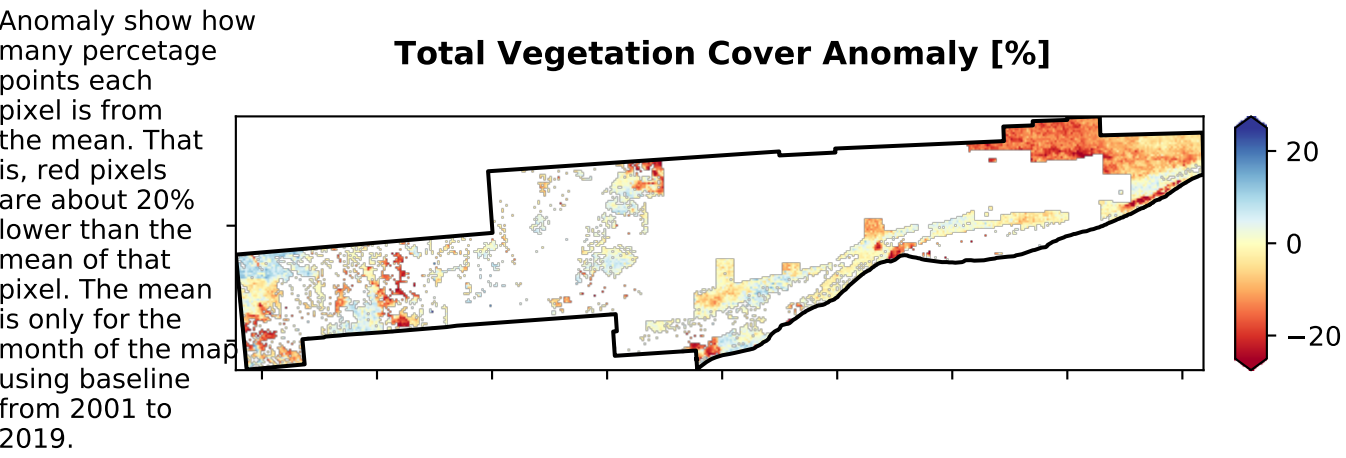 Anomaly show how
many percetage
points each
pixel is from
the mean. That
is, red pixels
are about 20%
lower than the
mean of that
pixel. The mean
is only for the
month of the map
using baseline
from 2001 to
2019.
Total Vegetation Cover Anomaly [%]
20
0
−20